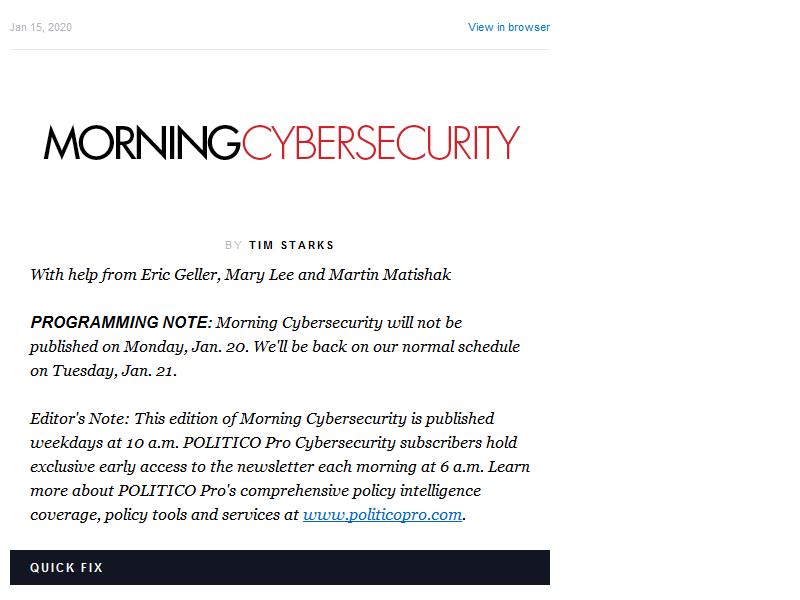 Jan 15, 2020 View in browser
MORNINGCYBERSECURITY
BY TIM STARKS
With help from Eric Geller, Mary Lee and Martin Matishak
PROGRAMMING NOTE: Morning Cybersecurity will not be
published on Monday, Jan. 20. We'll be back on our normal schedule
on Tuesday, Jan. 21.
Editor's Note: This edition of Morning Cybersecurity is published
weekdays at 10 a.m. POLITICO Pro Cybersecurity subscribers hold
exclusive early access to the newsletter each morning at 6 a.m. Learn
more about POLITICO Pro's comprehensive policy intelligence
coverage, policy tools and services at www.politicopro.com.
QUICK FIX